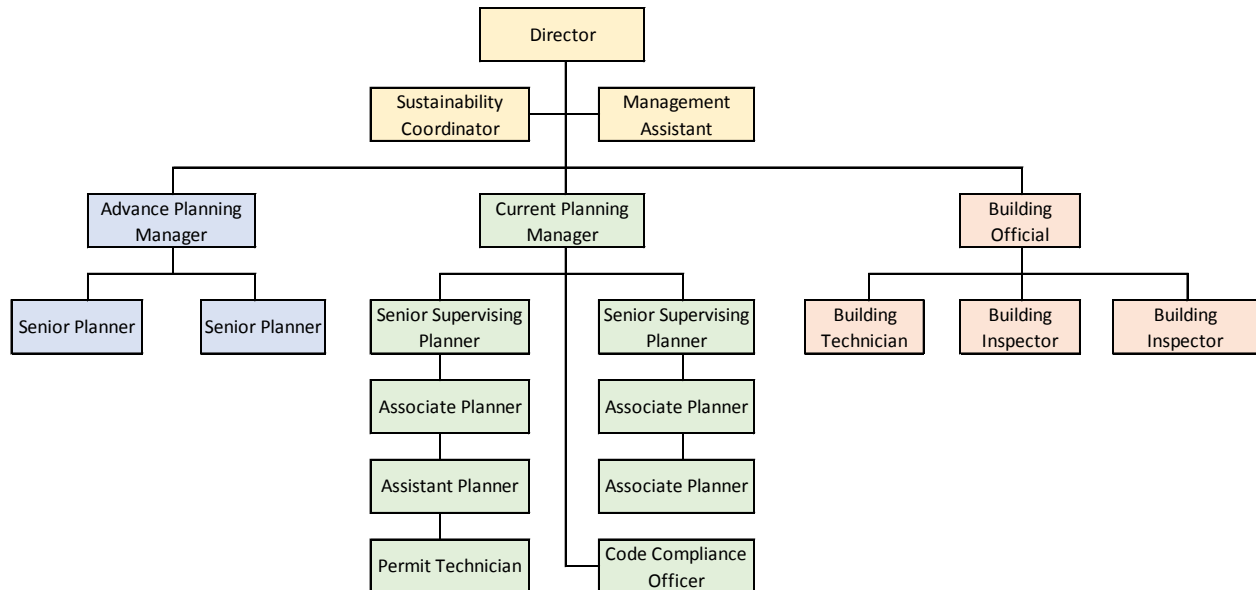 Director
Sustainability
Coordinator
Management
Assistant
Advance Planning
Manager
Current Planning
Manager
Building
Official
Senior Planner
Senior Planner
Senior Supervising
Planner
Senior Supervising
Planner
Building
Technician
Building
Inspector
Building
Inspector
Associate Planner
Associate Planner
Assistant Planner
Associate Planner
Permit Technician
Code Compliance
Officer